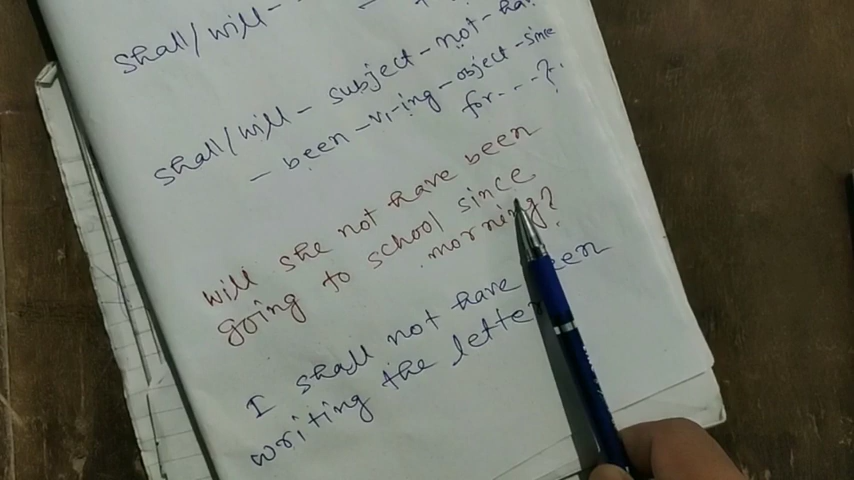 shall/will-
shall/will- subject-not-ha
- been-v1-ing-object-since
for---?
will she not have been
going to school since
morning?
I shall not have been
writing the letter